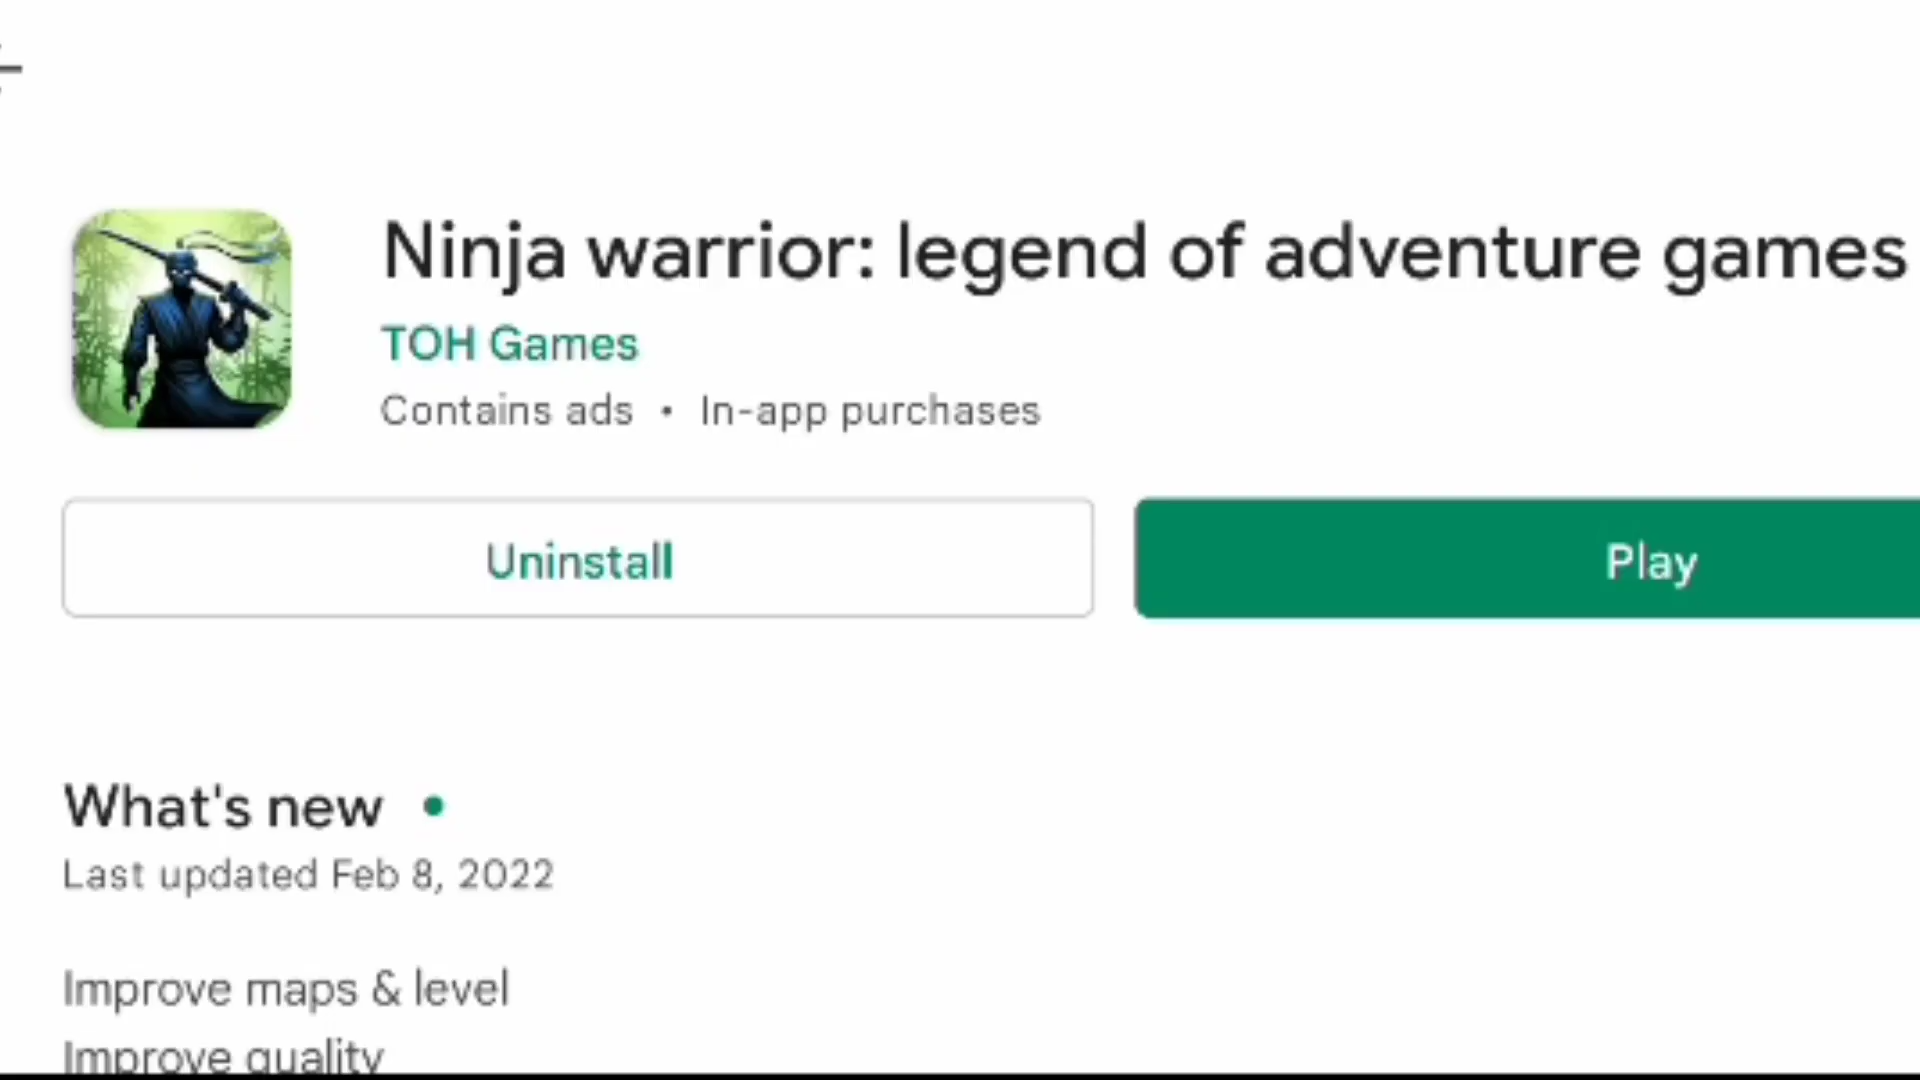 Ninja warrior: legend of adventure games
TOH Games
Contains ads • In-app purchases
Uninstall
Play
What's new •
Last updated Feb 8, 2022
Improve maps & level
Improve quality